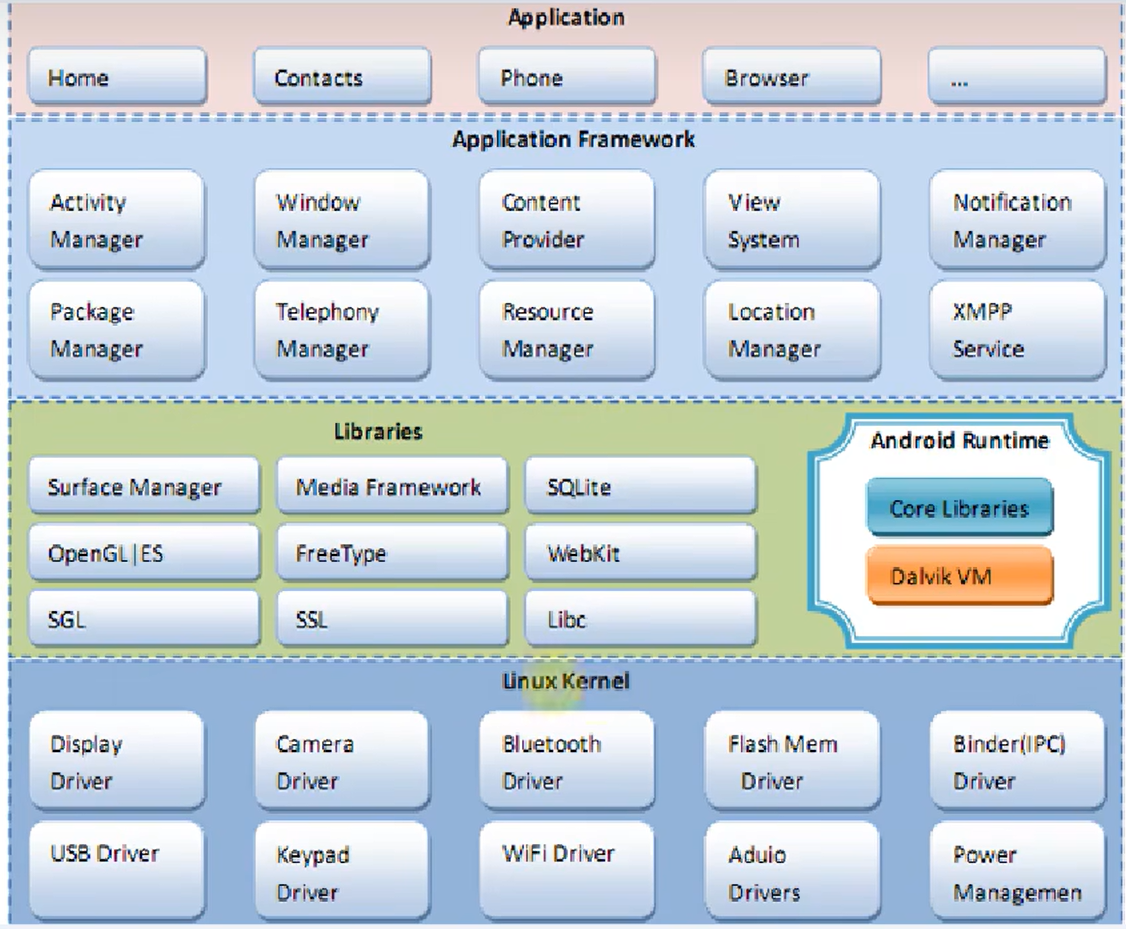 Application
Home
Contacts
Phone
Browser
...
Application Framework
Activity
Manager
Window
Manager
Content
Provider
View
System
Notification
Manager
Package
Manager
Telephony
Manager
Resource
Manager
Location
Manager
XMPP
Service
Libraries
Surface Manager
Media Framework
SQLite
OpenGL|ES
FreeType
WebKit
SGL
SSL
Libc
Android Runtime
Core Libraries
Dalvik VM
Linux Kernel
Display
Driver
Camera
Driver
Bluetooth
Driver
Flash Mem
Driver
Binder(IPC)
Driver
USB Driver
Keypad
Driver
WiFi Driver
Aduio
Drivers
Power
Managemen